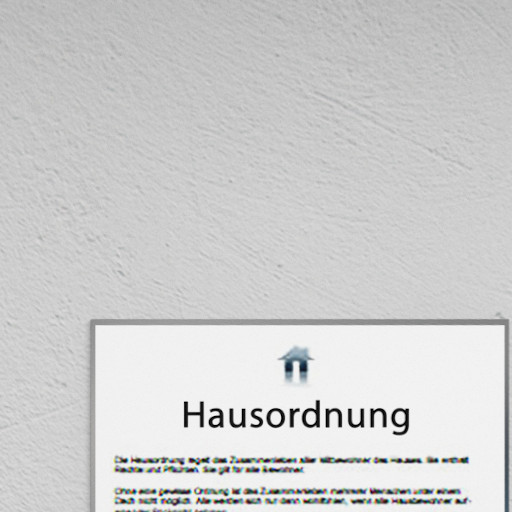 Hausordnung
Die Hausordnung regelt das Zusammenleben aller Mitbewohner des Hauses. Sie enthält
Rechte und Pflichten. Sie gilt für alle Bewohner.
Ohne eine gewisse Ordnung ist das Zusammenleben mehrerer Menschen unter einem
Dach nicht möglich. Alle werden sich nur dann wohlfühlen, wenn alle Hausbewohner auf-